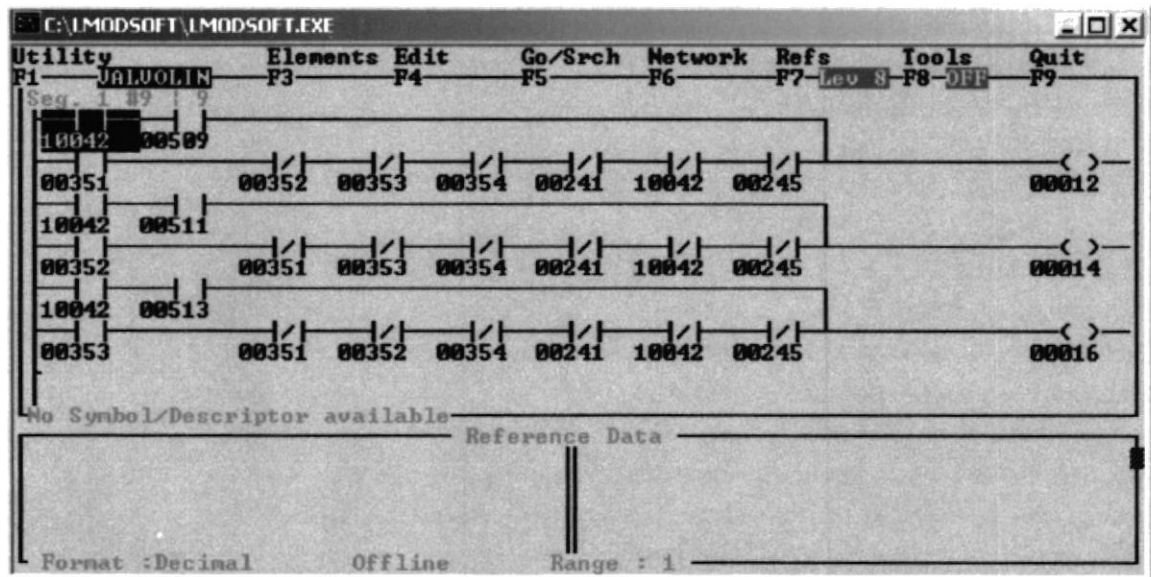 C:\LMODSOFT\LMODSOFT.EXE
Utility Elements Edit Go/Srch Network Refs Tools Quit
F1 VALVOLIN F3 F4 F5 F6 F7 Lev 8 F8 OFF F9
Seg. 1 #9 | 9
10042 00509
00351 00352 00353 00354 00241 10042 00245 00012
10042 00511
00352 00351 00353 00354 00241 10042 00245 00014
10042 00513
00353 00351 00352 00354 00241 10042 00245 00016
No Symbol/Descriptor available
Reference Data
Format :Decimal Offline Range : 1